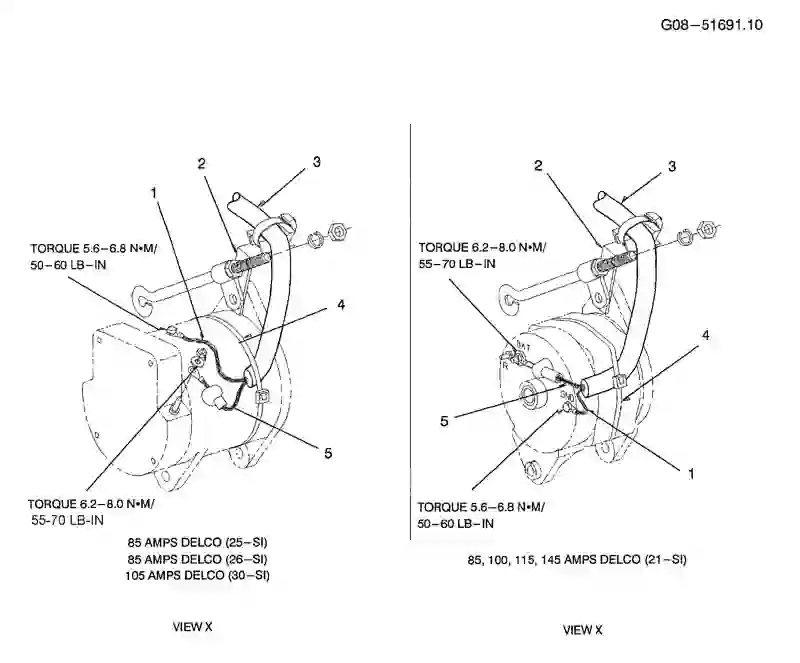 G08-51691.10
2
3
1
TORQUE 5.6-6.8 N•M/
50-60 LB-IN
4
5
TORQUE 6.2-8.0 N•M/
55-70 LB-IN
85 AMPS DELCO (25-SI)
85 AMPS DELCO (26-SI)
105 AMPS DELCO (30-SI)
VIEW X
2
3
TORQUE 6.2-8.0 N•M/
55-70 LB-IN
BAT
R
GND
4
5
1
TORQUE 5.6-6.8 N•M/
50-60 LB-IN
85, 100, 115, 145 AMPS DELCO (21-SI)
VIEW X